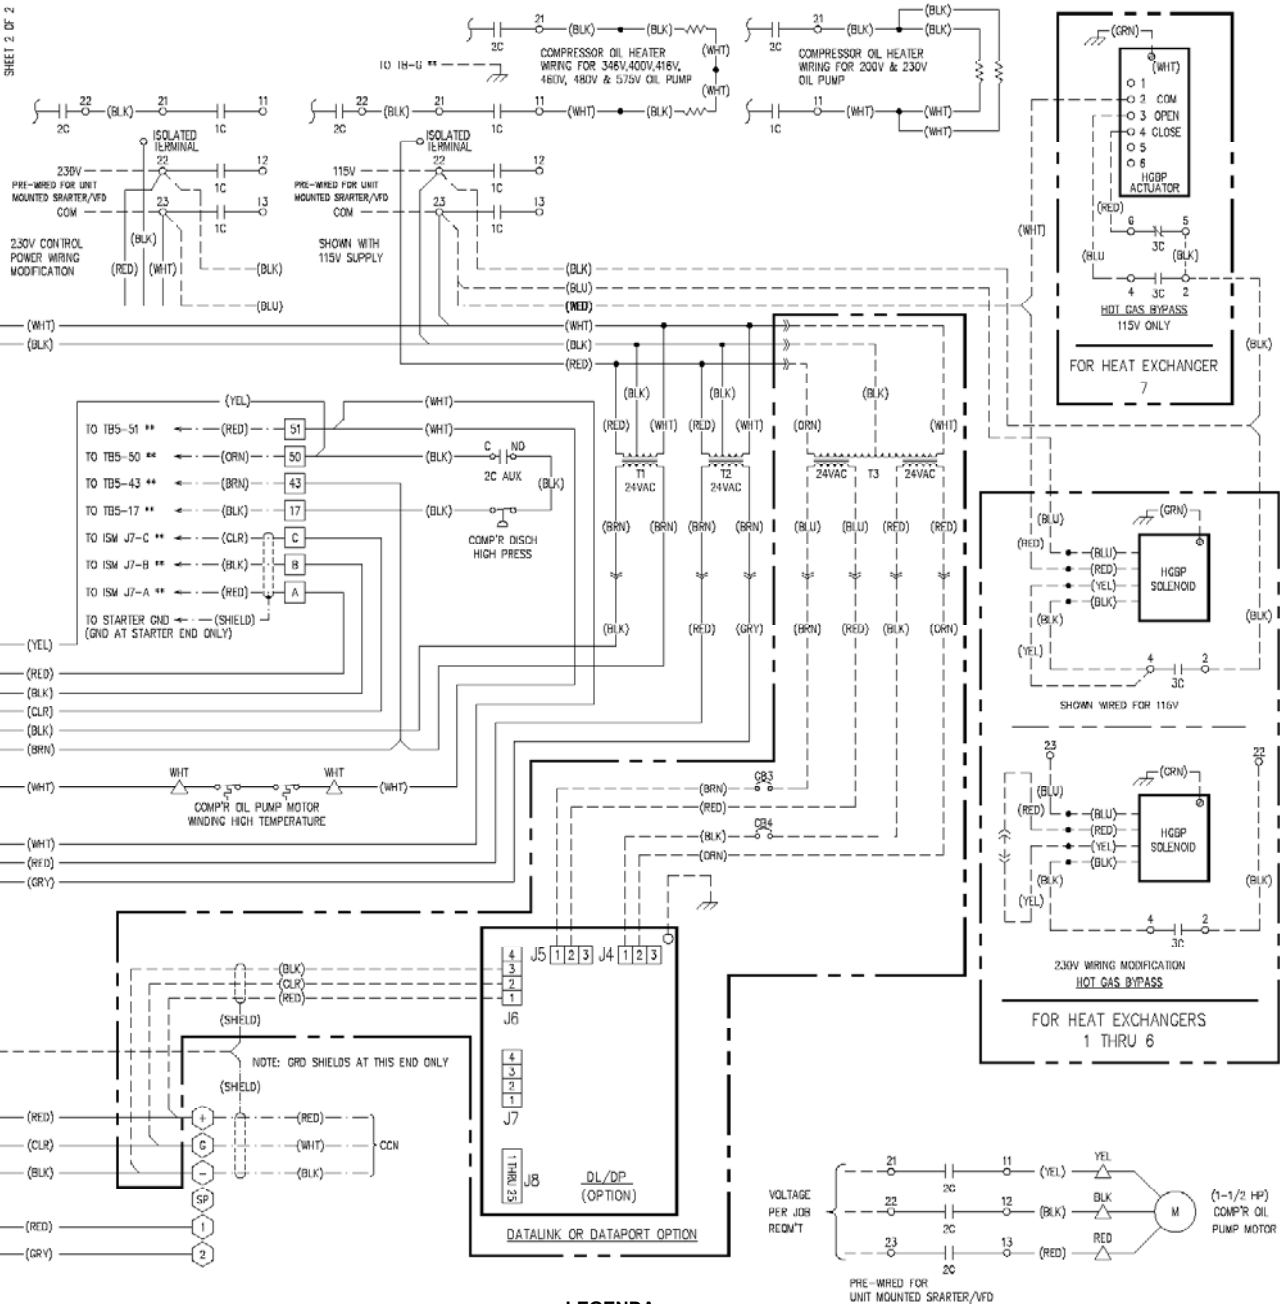 SHEET 2 OF 2
21 (BLK) (BLK)
2C
(WHT)
COMPRESSOR OIL HEATER
WIRING FOR 346V,400V,416V,
460V, 480V & 575V OIL PUMP
(WHT)
TO TB-G **
21 (BLK)
(BLK)
2C
COMPRESSOR OIL HEATER
WIRING FOR 200V & 230V
OIL PUMP
22 (BLK) 21 11
2C 1C
22 (BLK) 21 11 (WHT) (BLK)
2C 1C
11 (WHT) (WHT)
1C (WHT)
ISOLATED
TERMINAL
230V 22 12
1C
PRE-WIRED FOR UNIT
MOUNTED SRARTER/VFD
COM 23 13
1C
230V CONTROL
POWER WIRING
MODIFICATION
(BLK)
(RED) (WHT)
(BLK)
(BLU)
ISOLATED
TERMINAL
115V 22 12
1C
PRE-WIRED FOR UNIT
MOUNTED SRARTER/VFD
COM 23 13
1C
SHOWN WITH
115V SUPPLY
(BLK)
(BLU)
(RED)
(WHT) (WHT)
(BLK) (BLK)
(RED)
(GRN)
(WHT)
1
2 COM
3 OPEN
4 CLOSE
5
6
HGBP
ACTUATOR
(RED)
6 5
3C
(WHT)
(BLU (BLK)
4 3C 2
HOT GAS BYPASS
115V ONLY
(BLK)
FOR HEAT EXCHANGER
7
(YEL) (WHT)
TO TB5-51 ** (RED) 51 (WHT)
TO TB5-50 ** (ORN) 50 (BLK) C NO
2C AUX
TO TB5-43 ** (BRN) 43
(BLK)
TO TB5-17 ** (BLK) 17 (BLK)
COMP'R DISCH
HIGH PRESS
TO ISM J7-C ** (CLR) C
TO ISM J7-B ** (BLK) B
TO ISM J7-A ** (RED) A
TO STARTER GND (SHIELD)
(GND AT STARTER END ONLY)
(BLK) (BLK)
(RED) (WHT) (RED) (WHT) (ORN) (WHT)
T1 T2 T3
24VAC 24VAC 24VAC 24VAC
(BRN) (BRN) (BRN) (BRN) (BLU) (BLU) (RED) (RED)
(BLK) (RED) (GRY) (BRN) (RED) (BLK) (ORN)
(YEL)
(RED)
(BLK)
(CLR)
(BLK)
(BRN)
(WHT) WHT WHT (WHT)
COMP'R OIL PUMP MOTOR
WINDING HIGH TEMPERATURE
(WHT)
(RED)
(GRY)
(BRN) CB3
(RED)
(BLK) CB4
(ORN)
(GRN)
(BLU)
(RED)
(BLU)
(RED)
(YEL)
(BLK)
HGBP
SOLENOID
(BLK)
(YEL)
(BLK)
4 2
3C
SHOWN WIRED FOR 115V
23 22
(GRN)
(BLU)
(RED)
(BLU)
(RED)
(YEL)
(BLK)
HGBP
SOLENOID
(BLK) (BLK)
(YEL)
4 2
3C
230V WIRING MODIFICATION
HOT GAS BYPASS
FOR HEAT EXCHANGERS
1 THRU 6
(BLK)
(CLR)
(RED)
(SHIELD)
NOTE: GRD SHIELDS AT THIS END ONLY
(SHIELD)
J5 1 2 3 J4 1 2 3
4
3
2
1
J6
4
3
2
1
J7
1 THRU 25
J8
DL/DP
(OPTION)
DATALINK OR DATAPORT OPTION
(RED) + (RED)
(CLR) G (WHT) CCN
(BLK) − (BLK)
SP
(RED) 1
(GRY) 2
VOLTAGE
PER JOB
REQM'T
21 11 (YEL) YEL
2C
22 12 (BLK) BLK
2C
23 13 (RED) RED
2C
M
(1-1/2 HP)
COMP'R OIL
PUMP MOTOR
PRE-WIRED FOR
UNIT MOUNTED SRARTER/VFD